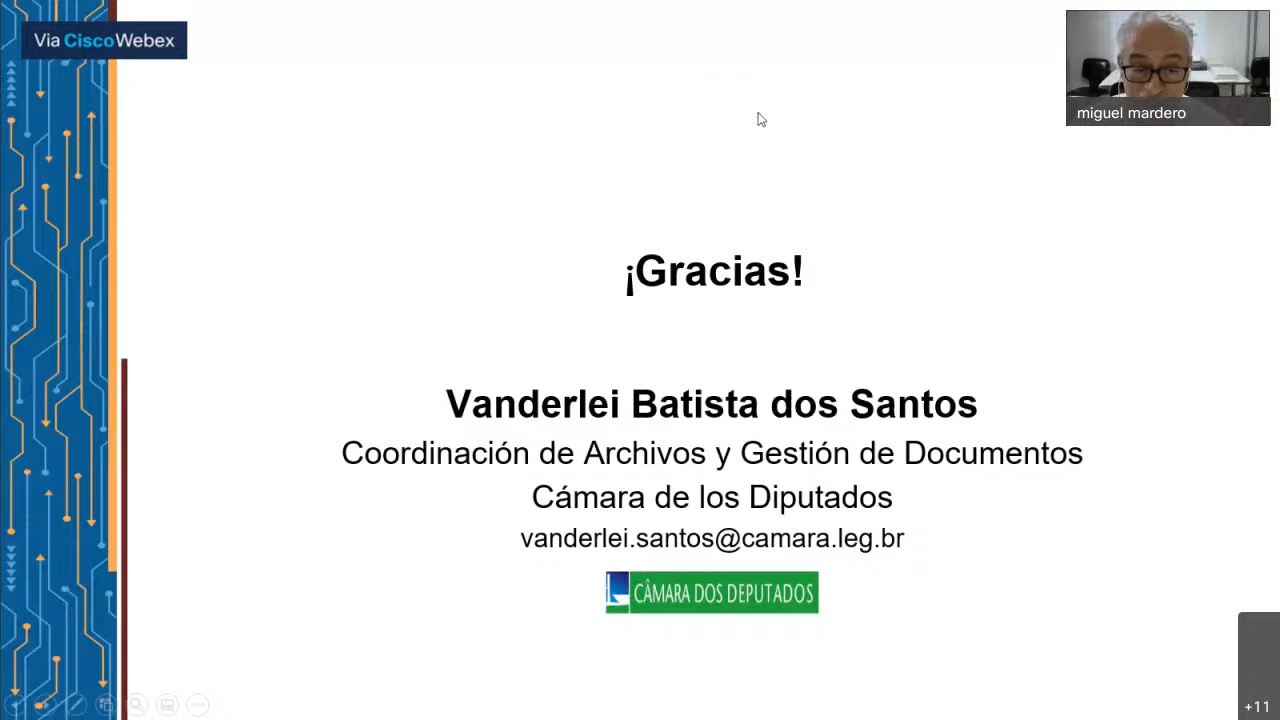 Via CiscoWebex
miguel mardero
¡Gracias!
Vanderlei Batista dos Santos
Coordinación de Archivos y Gestión de Documentos
Cámara de los Diputados
vanderlei.santos@camara.leg.br
CÂMARA DOS DEPUTADOS
+11